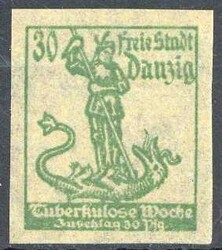 30 Freie Stadt
Danzig
Tuberkulose Woche
Zuschlag 30 Pfg.